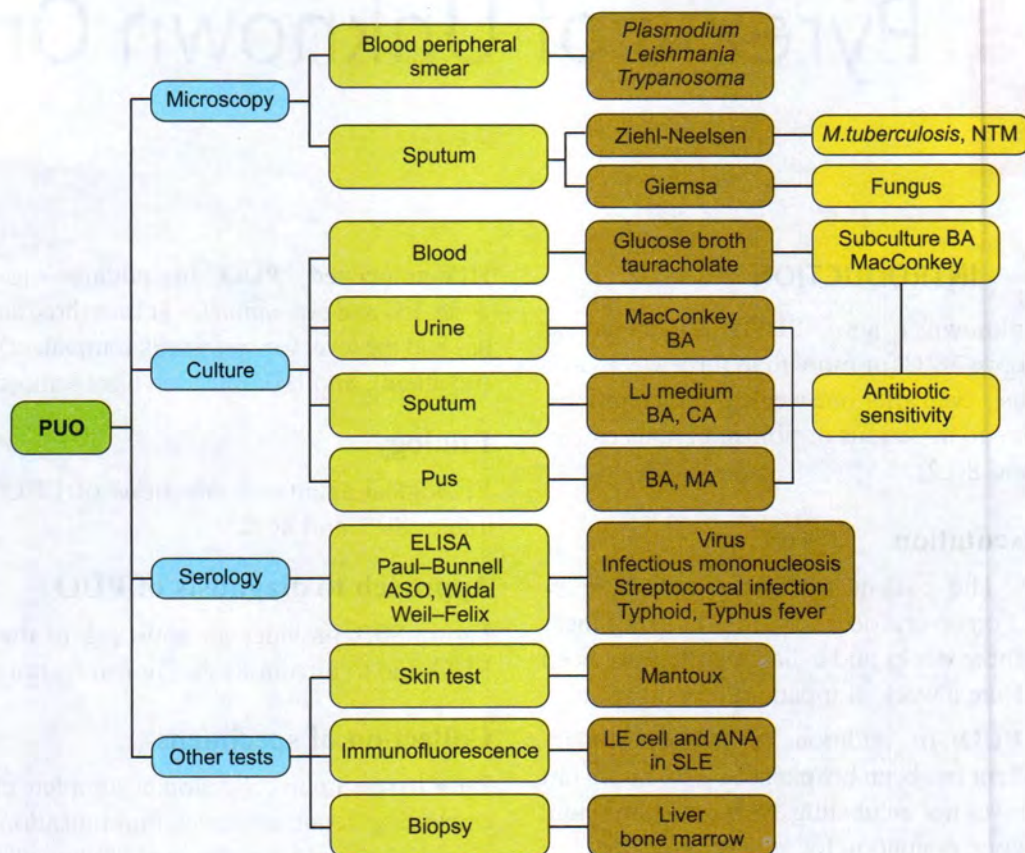 Pyre
Blood peripheral
smear
Plasmodium
Leishmania
Trypanosoma
Microscopy
Sputum
Ziehl-Neelsen
M.tuberculosis, NTM
Giemsa
Fungus
Blood
Glucose broth
tauracholate
Subculture BA
MacConkey
Urine
MacConkey
BA
Culture
Sputum
LJ medium
BA, CA
Antibiotic
sensitivity
PUO
Pus
BA, MA
Serology
ELISA
Paul–Bunnell
ASO, Widal
Weil–Felix
Virus
Infectious mononucleosis
Streptococcal infection
Typhoid, Typhus fever
Skin test
Mantoux
Other tests
Immunofluorescence
LE cell and ANA
in SLE
Biopsy
Liver
bone marrow